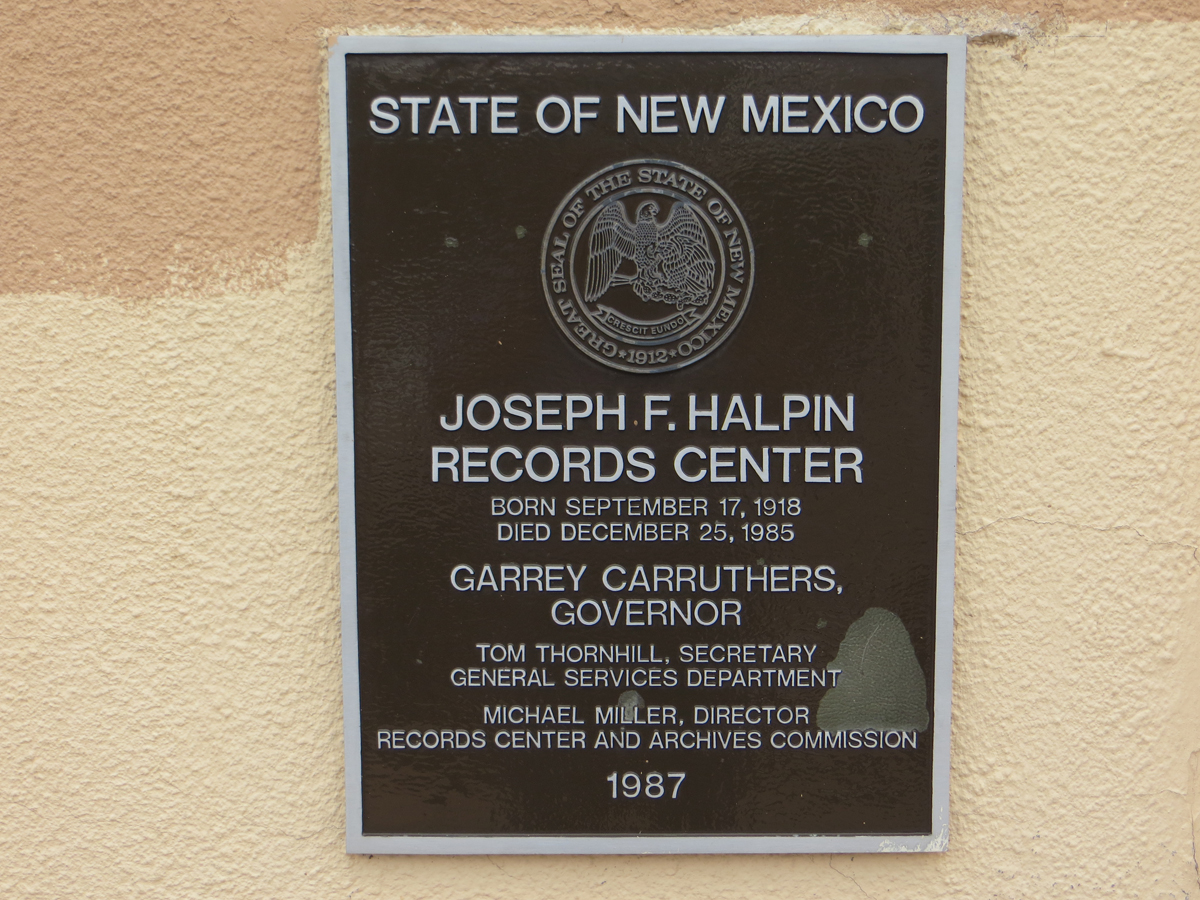 STATE OF NEW MEXICO
GREAT SEAL OF THE STATE OF NEW MEXICO
CRESCIT EUNDO
★1912★
JOSEPH F. HALPIN
RECORDS CENTER
BORN SEPTEMBER 17, 1918
DIED DECEMBER 25, 1985
GARREY CARRUTHERS,
GOVERNOR
TOM THORNHILL, SECRETARY
GENERAL SERVICES DEPARTMENT
MICHAEL MILLER, DIRECTOR
RECORDS CENTER AND ARCHIVES COMMISSION
1987